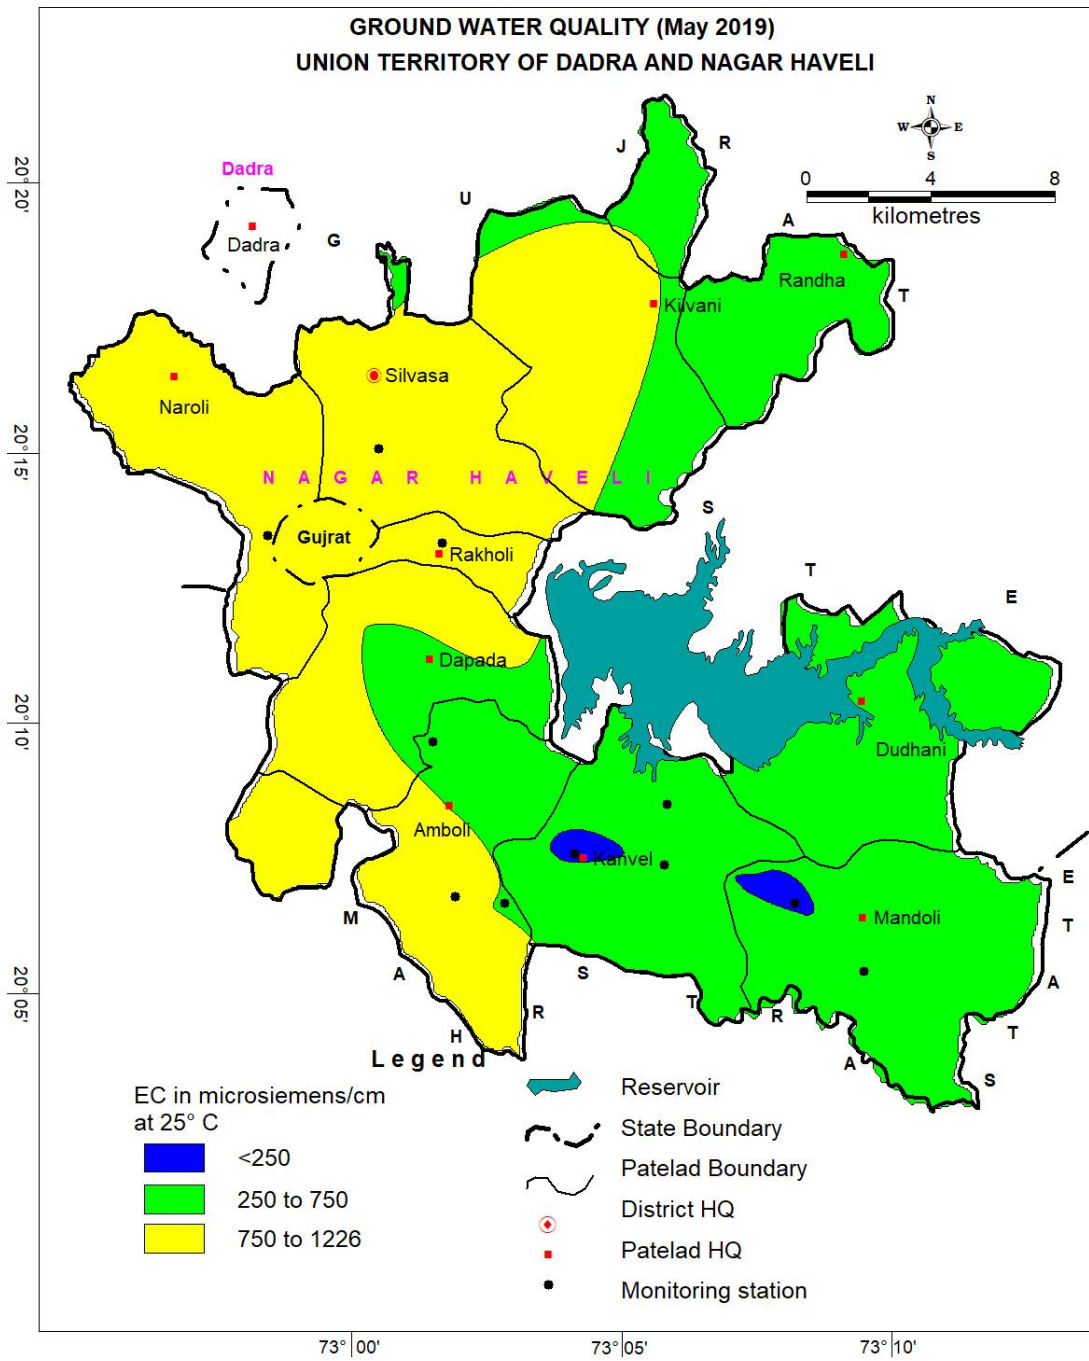 GROUND WATER QUALITY (May 2019)
UNION TERRITORY OF DADRA AND NAGAR HAVELI
N
W E
S
0 4 8
kilometres
G U J R A T
Dadra
Dadra
Randha
Kilvani
Silvasa
Naroli
N A G A R H A V E L I
Gujrat
Rakholi
S T E
Dapada
Dudhani
Amboli
Kanvel
Mandoli
M A H R S T R A S T A T E
20° 20'
20° 15'
20° 10'
20° 05'
Legend
EC in microsiemens/cm
at 25° C
<250
250 to 750
750 to 1226
Reservoir
State Boundary
Patelad Boundary
District HQ
Patelad HQ
Monitoring station
73° 00' 73° 05' 73° 10'